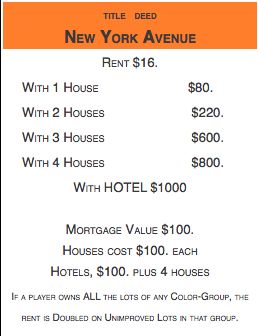 TITLE DEED
NEW YORK AVENUE
RENT $16.
WITH 1 HOUSE $80.
WITH 2 HOUSES $220.
WITH 3 HOUSES $600.
WITH 4 HOUSES $800.
WITH HOTEL $1000
MORTGAGE VALUE $100.
HOUSES COST $100. EACH
HOTELS, $100. PLUS 4 HOUSES
IF A PLAYER OWNS ALL THE LOTS OF ANY COLOR-GROUP, THE
RENT IS DOUBLED ON UNIMPROVED LOTS IN THAT GROUP.